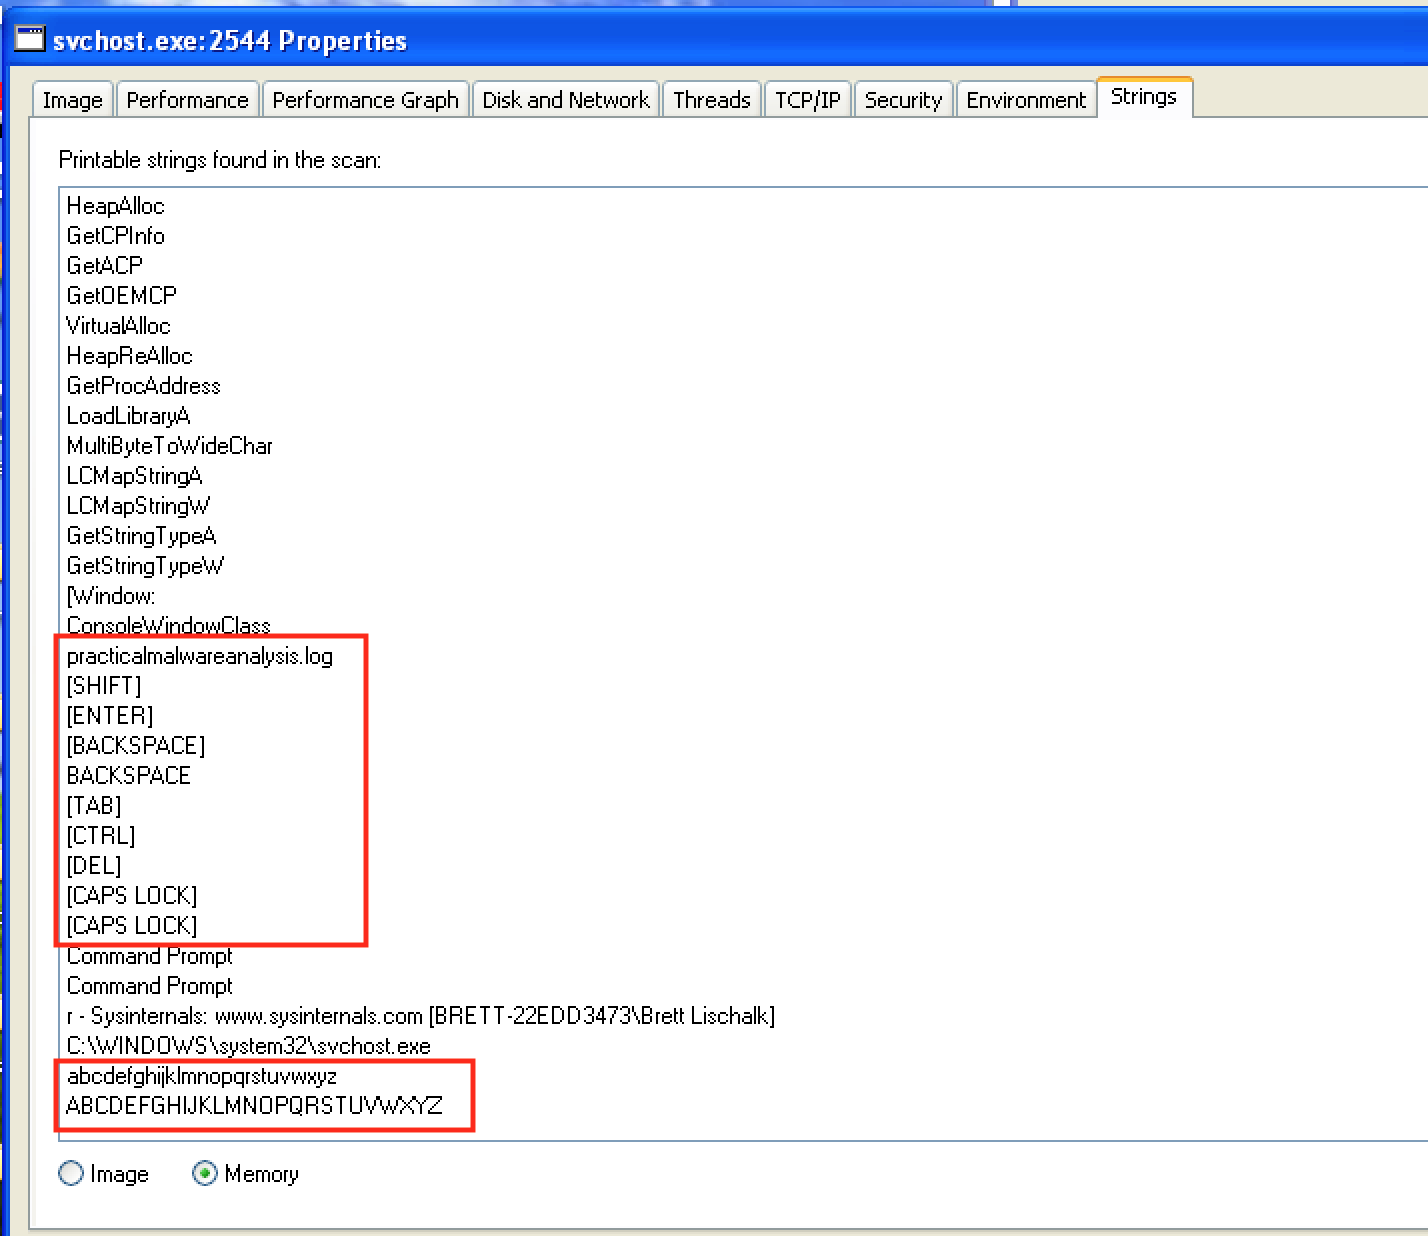 svchost.exe:2544 Properties
Image Performance Performance Graph Disk and Network Threads TCP/IP Security Environment Strings
Printable strings found in the scan:
HeapAlloc
GetCPInfo
GetACP
GetOEMCP
VirtualAlloc
HeapReAlloc
GetProcAddress
LoadLibraryA
MultiByteToWideChar
LCMapStringA
LCMapStringW
GetStringTypeA
GetStringTypeW
[Window:
ConsoleWindowClass
practicalmalwareanalysis.log
[SHIFT]
[ENTER]
[BACKSPACE]
BACKSPACE
[TAB]
[CTRL]
[DEL]
[CAPS LOCK]
[CAPS LOCK]
Command Prompt
Command Prompt
r - Sysinternals: www.sysinternals.com [BRETT-22EDD3473\Brett Lischalk]
C:\WINDOWS\system32\svchost.exe
abcdefghijklmnopqrstuvwxyz
ABCDEFGHIJKLMNOPQRSTUVWXYZ
Image Memory